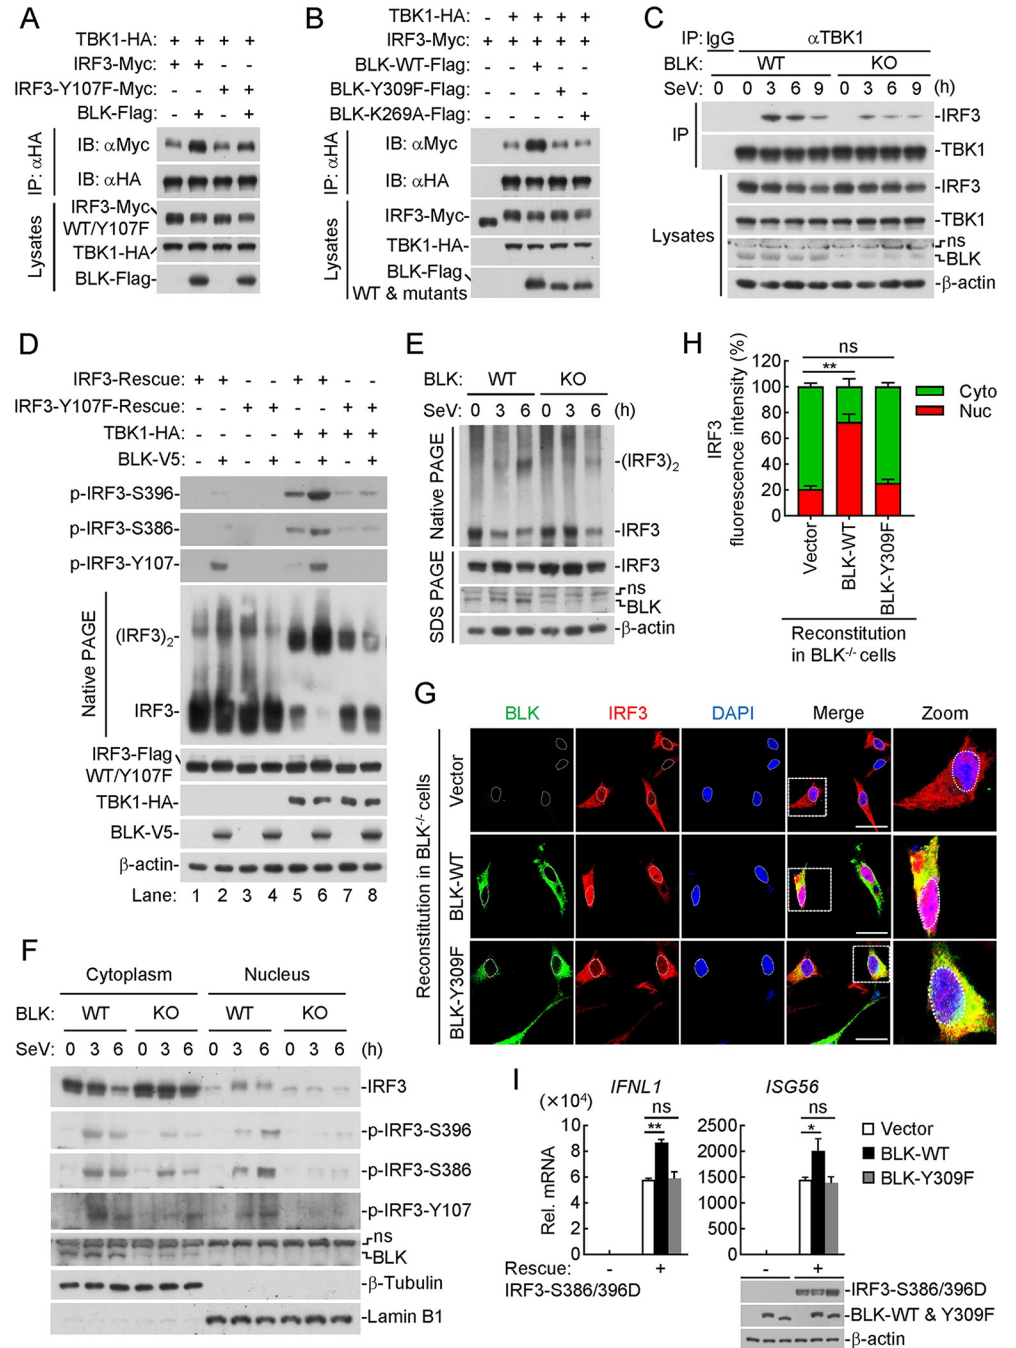 A
TBK1-HA: + + + +
IRF3-Myc: + + - -
IRF3-Y107F-Myc: - - + +
BLK-Flag: - + - +
IP: αHA
IB: αMyc
IB: αHA
Lysates
IRF3-Myc
WT/Y107F
TBK1-HA
BLK-Flag-
B
TBK1-HA: - + + + +
IRF3-Myc: + + + + +
BLK-WT-Flag: - - + - -
BLK-Y309F-Flag: - - - + -
BLK-K269A-Flag: - - - - +
IP: αHA
IB: αMyc
IB: αHA
Lysates
IRF3-Myc-
TBK1-HA-
BLK-Flag
WT & mutants
C
IP: IgG αTBK1
BLK: WT KO
SeV: 0 0 3 6 9 0 3 6 9 (h)
IP
-IRF3
-TBK1
Lysates
-IRF3
-TBK1
ns
BLK
-β-actin
D
IRF3-Rescue: + + - - + + - -
IRF3-Y107F-Rescue: - - + + - - + +
TBK1-HA: - - - - + + + +
BLK-V5: - + - + - + - +
p-IRF3-S396-
p-IRF3-S386-
p-IRF3-Y107-
Native PAGE
(IRF3)2-
IRF3-
IRF3-Flag
WT/Y107F
TBK1-HA-
BLK-V5-
β-actin-
Lane: 1 2 3 4 5 6 7 8
E
BLK: WT KO
SeV: 0 3 6 0 3 6 (h)
Native PAGE
-(IRF3)2
-IRF3
SDS PAGE
-IRF3
ns
BLK
-β-actin
H
IRF3
fluorescence intensity (%)
120
100
80
60
40
20
0
ns
**
Cyto
Nuc
Vector
BLK-WT
BLK-Y309F
Reconstitution
in BLK-/- cells
G
BLK IRF3 DAPI Merge Zoom
Reconstitution in BLK-/- cells
Vector
BLK-WT
BLK-Y309F
F
Cytoplasm Nucleus
BLK: WT KO WT KO
SeV: 0 3 6 0 3 6 0 3 6 0 3 6 (h)
-IRF3
-p-IRF3-S396
-p-IRF3-S386
-p-IRF3-Y107
ns
BLK
-β-Tubulin
-Lamin B1
I
IFNL1
(×104)
Rel. mRNA
10
8
6
4
2
0
ns
**
- +
Rescue:
IRF3-S386/396D
ISG56
2500
2000
1500
1000
500
0
ns
*
Vector
BLK-WT
BLK-Y309F
- +
-IRF3-S386/396D
-BLK-WT & Y309F
-β-actin